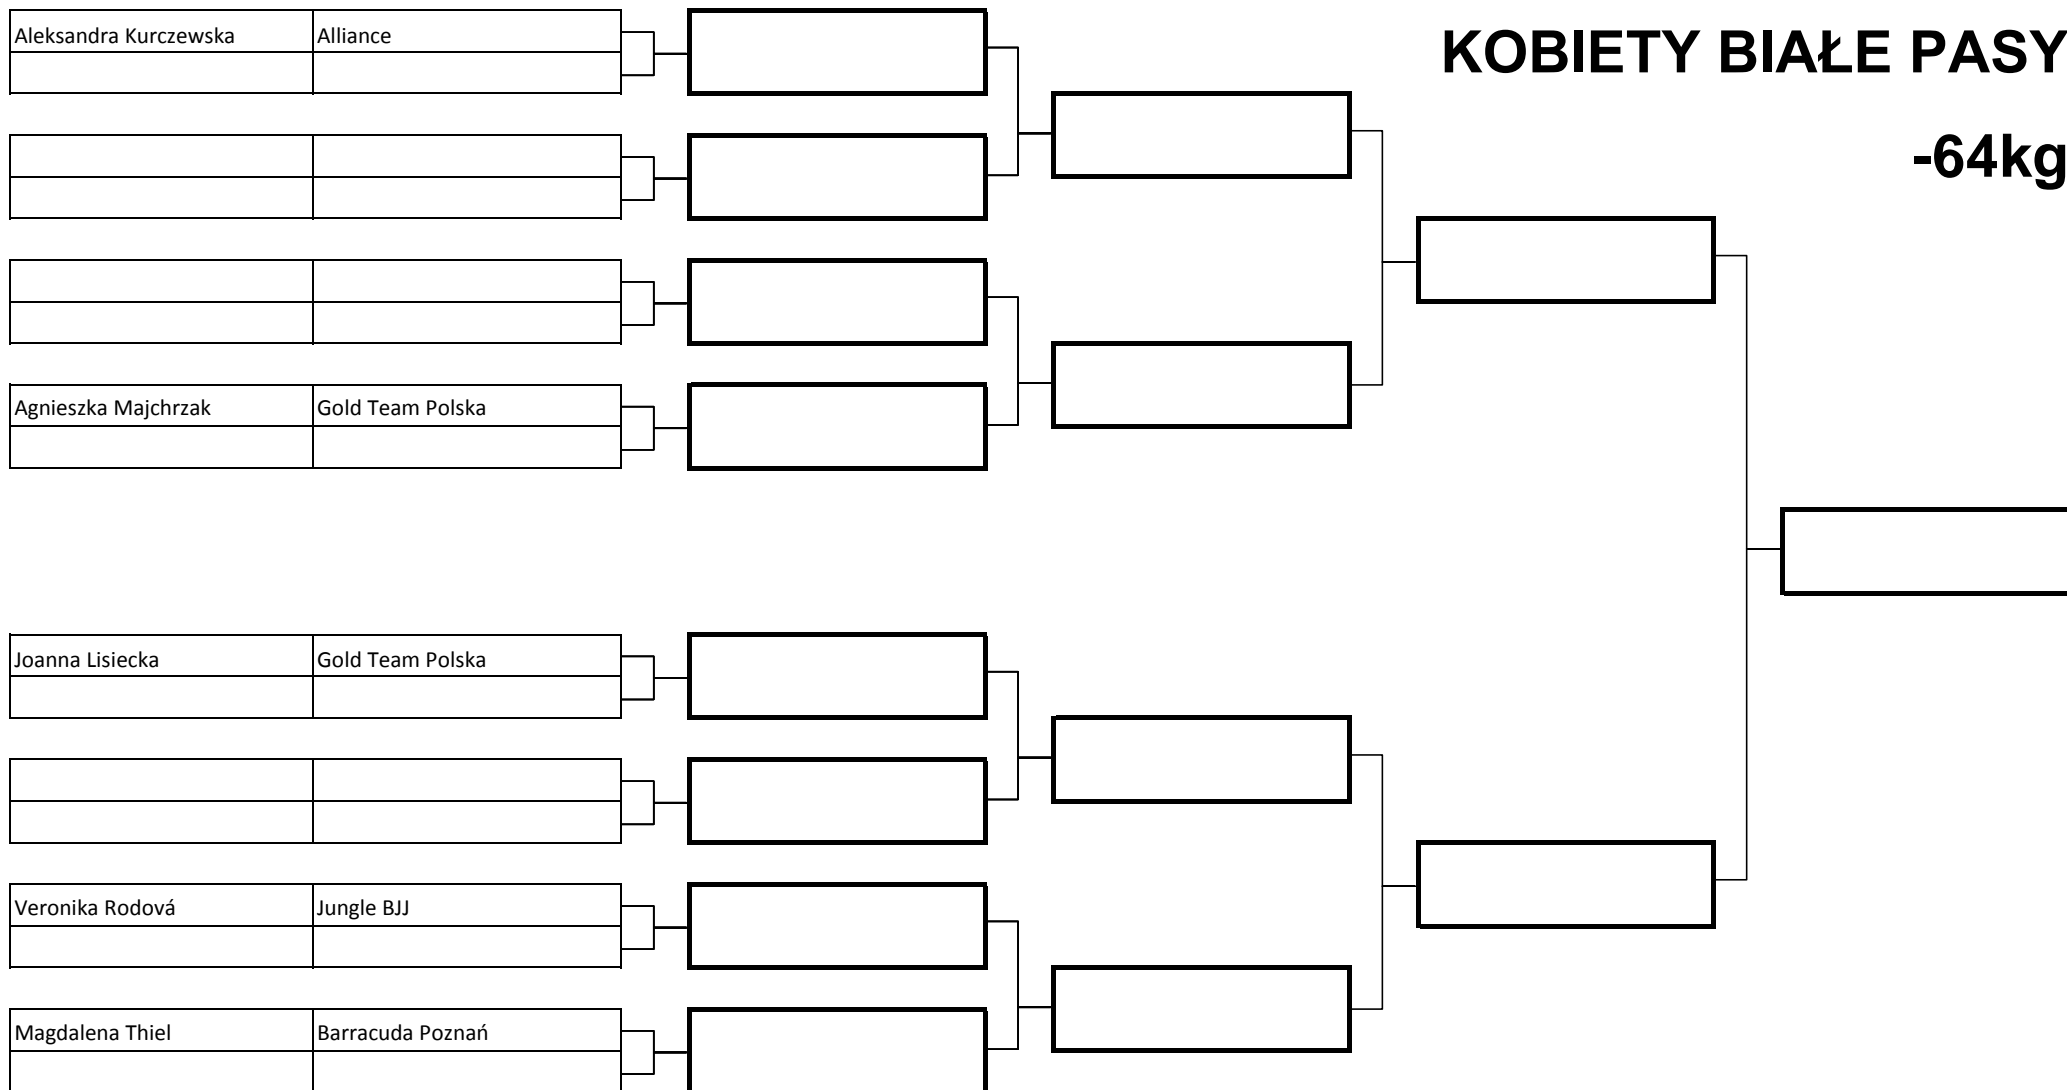 KOBIETY BIAŁE PASY
-64kg
Aleksandra Kurczewska Alliance
Agnieszka Majchrzak Gold Team Polska
Joanna Lisiecka Gold Team Polska
Veronika Rodová Jungle BJJ
Magdalena Thiel Barracuda Poznań